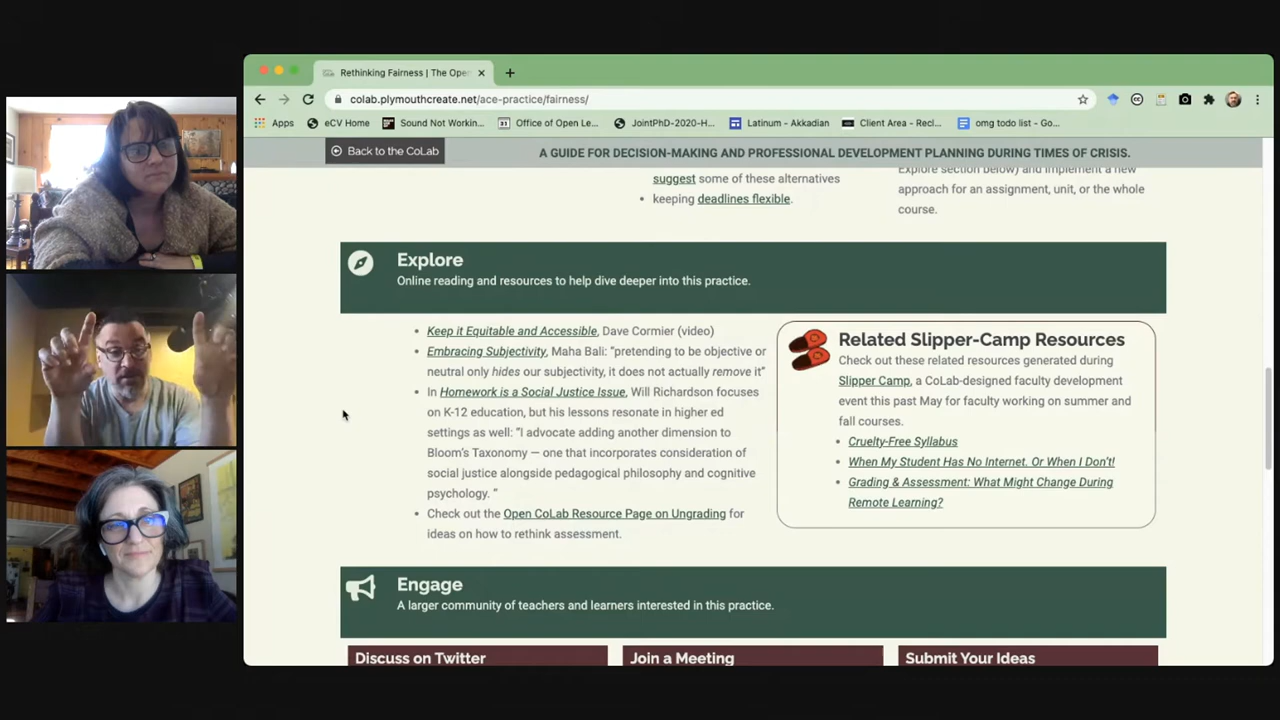 Rethinking Fairness | The Ope
colab.plymouthcreate.net/ace-practice/fairness/
Apps eCV Home Sound Not Workin... Office of Open Le... JointPhD-2020-H... Latinum - Akkadian Client Area - Recl... omg todo list - Go...
Back to the CoLab A GUIDE FOR DECISION-MAKING AND PROFESSIONAL DEVELOPMENT PLANNING DURING TIMES OF CRISIS.
suggest some of these alternatives
keeping deadlines flexible.
Explore section below) and implement a new
approach for an assignment, unit, or the whole
course.
Explore
Online reading and resources to help dive deeper into this practice.
Keep it Equitable and Accessible, Dave Cormier (video)
Embracing Subjectivity, Maha Bali: “pretending to be objective or
neutral only hides our subjectivity, it does not actually remove it”
In Homework is a Social Justice Issue, Will Richardson focuses
on K-12 education, but his lessons resonate in higher ed
settings as well: “I advocate adding another dimension to
Bloom’s Taxonomy — one that incorporates consideration of
social justice alongside pedagogical philosophy and cognitive
psychology. “
Check out the Open CoLab Resource Page on Ungrading for
ideas on how to rethink assessment.
Related Slipper-Camp Resources
Check out these related resources generated during
Slipper Camp, a CoLab-designed faculty development
event this past May for faculty working on summer and
fall courses.
Cruelty-Free Syllabus
When My Student Has No Internet. Or When I Don't!
Grading & Assessment: What Might Change During
Remote Learning?
Engage
A larger community of teachers and learners interested in this practice.
Discuss on Twitter
Join a Meeting
Submit Your Ideas